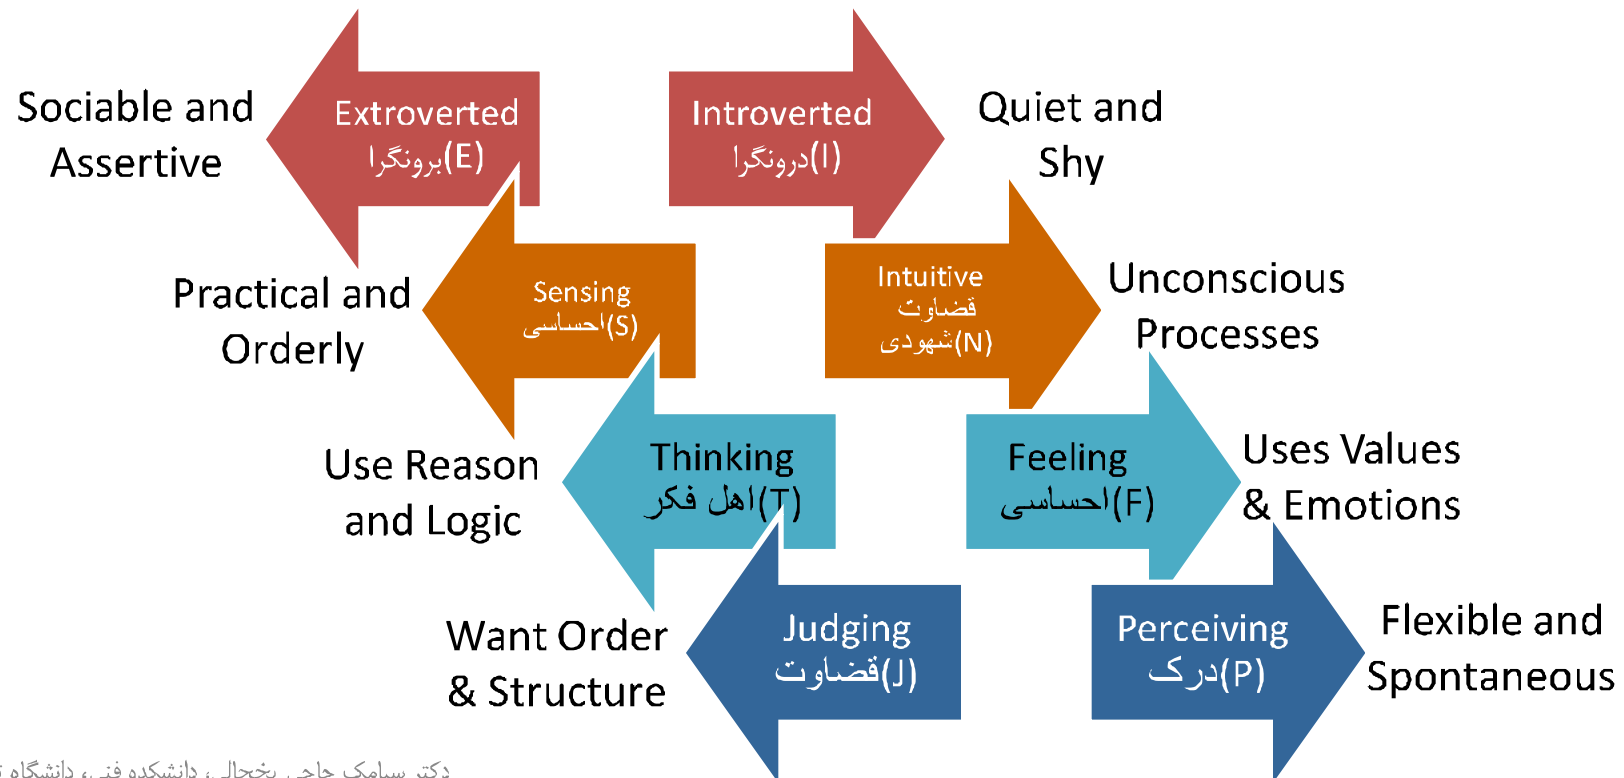 Sociable and
Assertive
Extroverted
برونگرا(E)
Introverted
درونگرا(I)
Quiet and
Shy
Practical and
Orderly
Sensing
احساسی(S)
Intuitive
قضاوت
شهودی(N)
Unconscious
Processes
Use Reason
and Logic
Thinking
اهل فکر(T)
Feeling
احساسی(F)
Uses Values
& Emotions
Want Order
& Structure
Judging
قضاوت(J)
Perceiving
درک(P)
Flexible and
Spontaneous
دکتر سیامک حاجی یخچالی، دانشکده فنی، دانشگاه